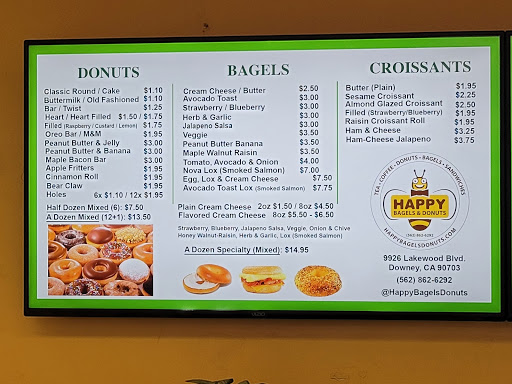 DONUTS
Classic Round / Cake $1.10
Buttermilk / Old Fashioned $1.10
Bar / Twist $1.25
Heart / Heart Filled $1.50 / $1.75
Filled (Raspberry / Custard / Lemon) $1.75
Oreo Bar / M&M $1.95
Peanut Butter & Jelly $3.00
Peanut Butter & Banana $3.00
Maple Bacon Bar $3.00
Apple Fritters $1.95
Cinnamon Roll $1.95
Bear Claw $1.95
Holes 6x $1.10 / 12x $1.95
Half Dozen Mixed (6): $7.50
A Dozen Mixed (12+1): $13.50
BAGELS
Cream Cheese / Butter $2.50
Avocado Toast $3.00
Strawberry / Blueberry $3.00
Herb & Garlic $3.00
Jalapeno Salsa $3.00
Veggie $3.50
Peanut Butter Banana $3.50
Maple Walnut Raisin $3.50
Tomato, Avocado & Onion $4.00
Nova Lox (Smoked Salmon) $7.00
Egg, Lox & Cream Cheese $7.50
Avocado Toast Lox (Smoked Salmon) $7.75
Plain Cream Cheese 2oz $1.50 / 8oz $4.50
Flavored Cream Cheese 8oz $5.50 - $6.50
Strawberry, Blueberry, Jalapeno Salsa, Veggie, Onion & Chive
Honey Walnut-Raisin, Herb & Garlic, Lox (Smoked Salmon)
A Dozen Specialty (Mixed): $14.95
CROISSANTS
Butter (Plain) $1.95
Sesame Croissant $2.25
Almond Glazed Croissant $2.50
Filled (Strawberry/Blueberry) $1.95
Raisin Croissant Roll $1.95
Ham & Cheese $3.25
Ham-Cheese Jalapeno $3.75
TEA • COFFEE • DONUTS • BAGELS • SANDWICHES
HAPPY
BAGELS & DONUTS
(562) 862-6292
HAPPYBAGELSDONUTS.COM
9926 Lakewood Blvd.
Downey, CA 90703
(562) 862-6292
@HappyBagelsDonuts